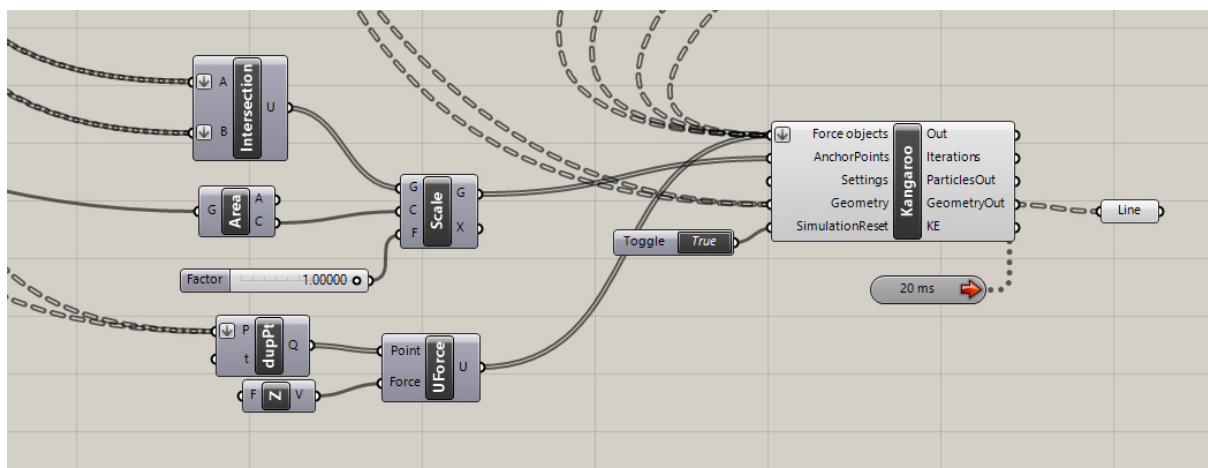 A
B
Intersection
U
G
Area
A
C
G
C
F
Scale
G
X
Factor
1.00000
P
t
dupPt
Q
F
Z
V
Point
Force
UForce
U
Toggle
True
Force objects
AnchorPoints
Settings
Geometry
SimulationReset
Kangaroo
Out
Iterations
ParticlesOut
GeometryOut
KE
20 ms
Line